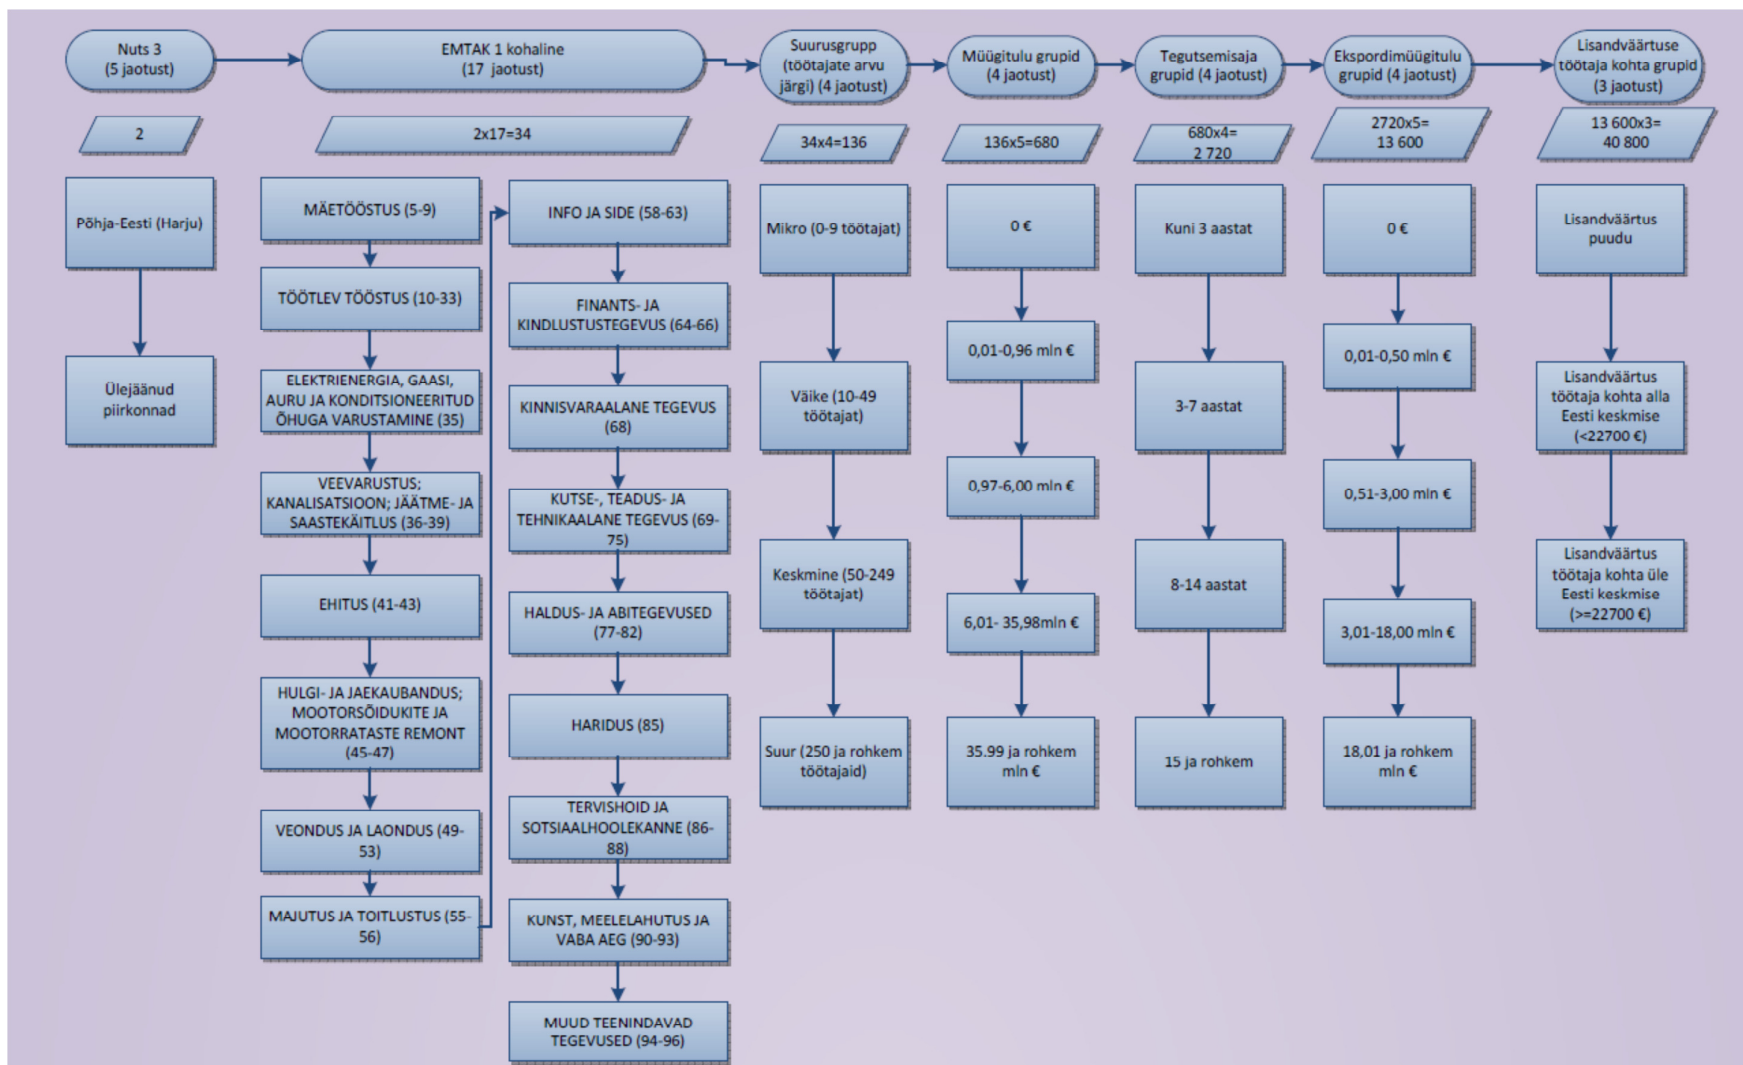 Nuts 3
(5 jaotust)
EMTAK 1 kohaline
(17 jaotust)
Suurusgrupp
(töötajate arvu
järgi) (4 jaotust)
Müügitulu grupid
(4 jaotust)
Tegutsemisaja
grupid (4 jaotust)
Ekspordimüügitulu
grupid (4 jaotust)
Lisandväärtuse
töötaja kohta grupid
(3 jaotust)
2
2x17=34
34x4=136
136x5=680
680x4=
2 720
2720x5=
13 600
13 600x3=
40 800
Põhja-Eesti (Harju)
Ülejäänud
piirkonnad
MÄETÖÖSTUS (5-9)
TÖÖTLEV TÖÖSTUS (10-33)
ELEKTRIENERGIA, GAASI,
AURU JA KONDITSIONEERITUD
ÕHUGA VARUSTAMINE (35)
VEEVARUSTUS;
KANALISATSIOON; JÄÄTME- JA
SAASTEKÄITLUS (36-39)
EHITUS (41-43)
HULGI- JA JAEKAUBANDUS;
MOOTORSÕIDUKITE JA
MOOTORRATASTE REMONT
(45-47)
VEONDUS JA LAONDUS (49-
53)
MAJUTUS JA TOITLUSTUS (55-
56)
INFO JA SIDE (58-63)
FINANTS- JA
KINDLUSTUSTEGEVUS (64-66)
KINNISVARAALANE TEGEVUS
(68)
KUTSE-, TEADUS- JA
TEHNIKAALANE TEGEVUS (69-
75)
HALDUS- JA ABITEGEVUSED
(77-82)
HARIDUS (85)
TERVISHOID JA
SOTSIAALHOOLEKANNE (86-
88)
KUNST, MEELELAHUTUS JA
VABA AEG (90-93)
MUUD TEENINDAVAD
TEGEVUSED (94-96)
Mikro (0-9 töötajat)
Väike (10-49
töötajat)
Keskmine (50-249
töötajat)
Suur (250 ja rohkem
töötajaid)
0 €
0,01-0,96 mln €
0,97-6,00 mln €
6,01- 35,98mln €
35.99 ja rohkem
mln €
Kuni 3 aastat
3-7 aastat
8-14 aastat
15 ja rohkem
0 €
0,01-0,50 mln €
0,51-3,00 mln €
3,01-18,00 mln €
18,01 ja rohkem
mln €
Lisandväärtus
puudu
Lisandväärtus
töötaja kohta alla
Eesti keskmise
(<22700 €)
Lisandväärtus
töötaja kohta üle
Eesti keskmise
(>=22700 €)